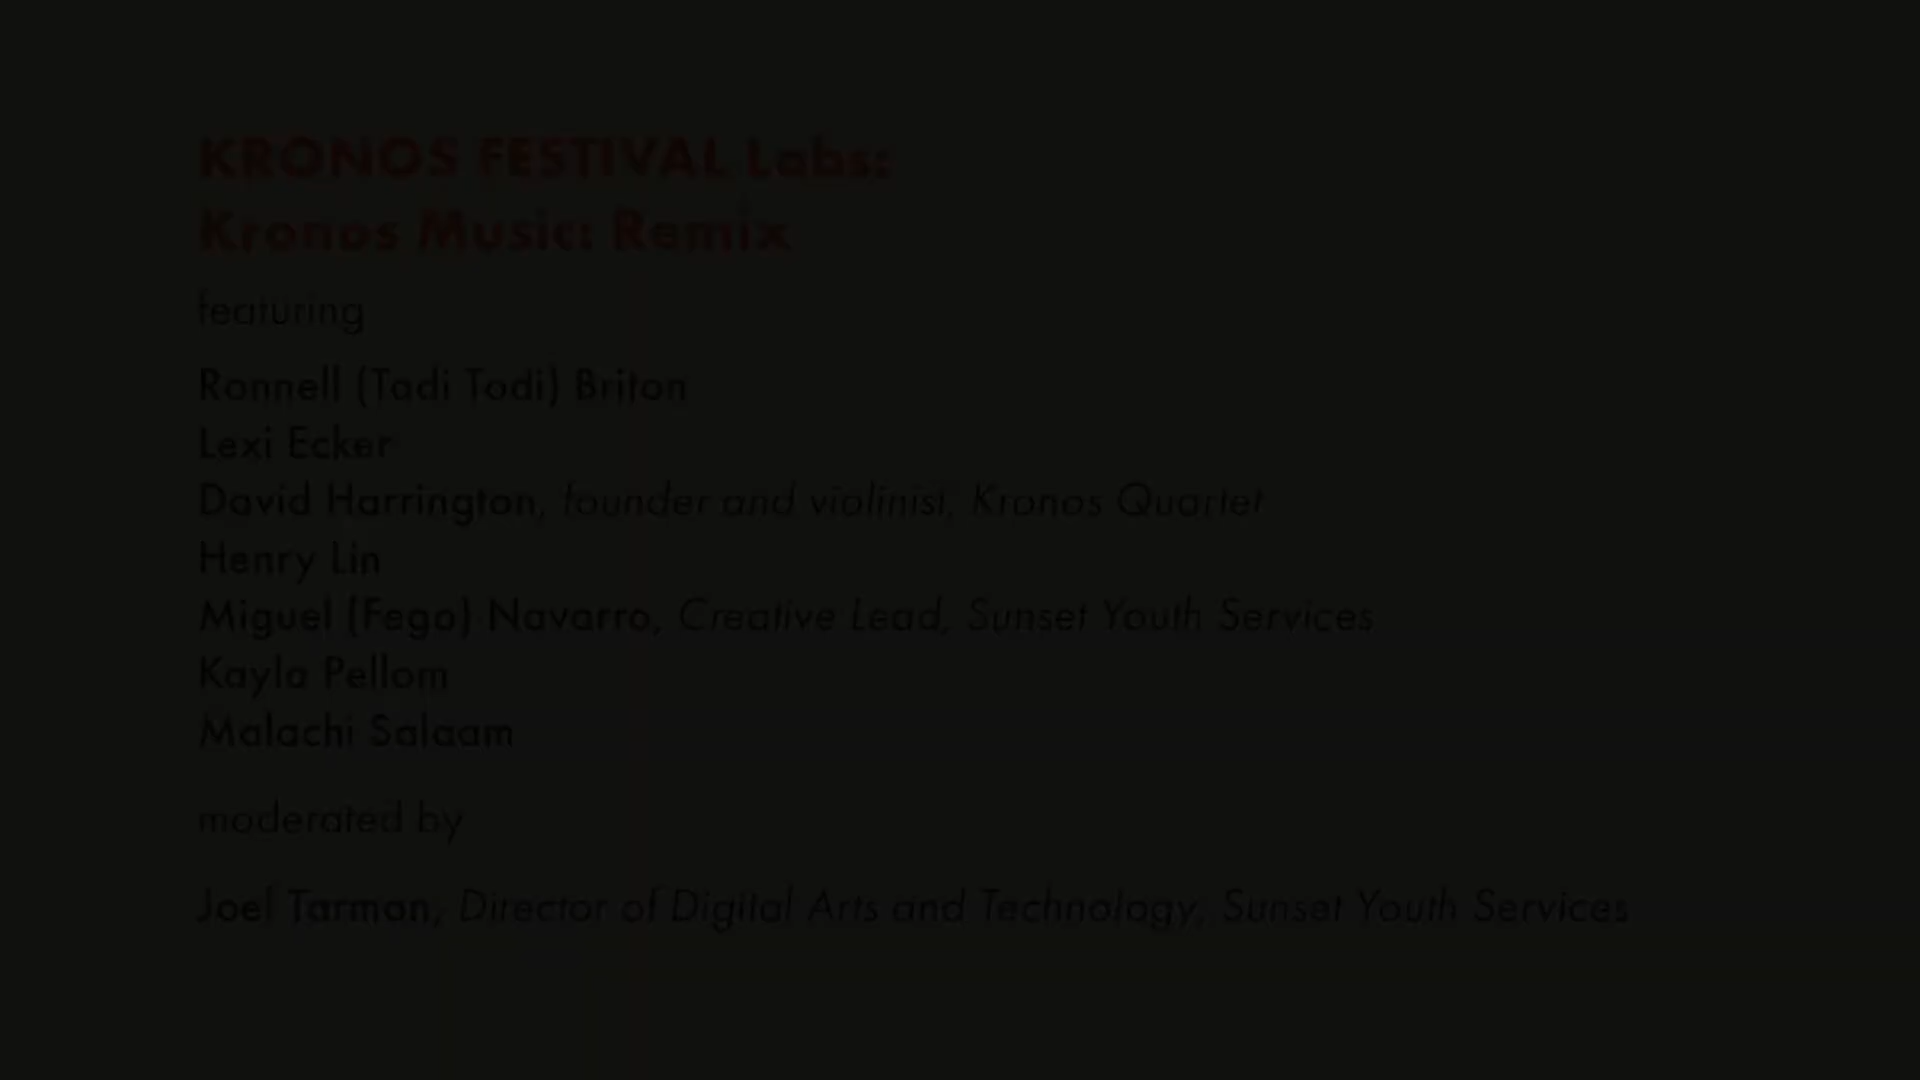 KRONOS FESTIVAL Labs:
Kronos Music: Remix
featuring
Ronnell (Tadi Todi) Briton
Lexi Ecker
David Harrington, founder and violinist, Kronos Quartet
Henry Lin
Miguel (Fego) Navarro, Creative Lead, Sunset Youth Services
Kayla Pellom
Malachi Salaam
moderated by
Joel Tarman, Director of Digital Arts and Technology, Sunset Youth Services